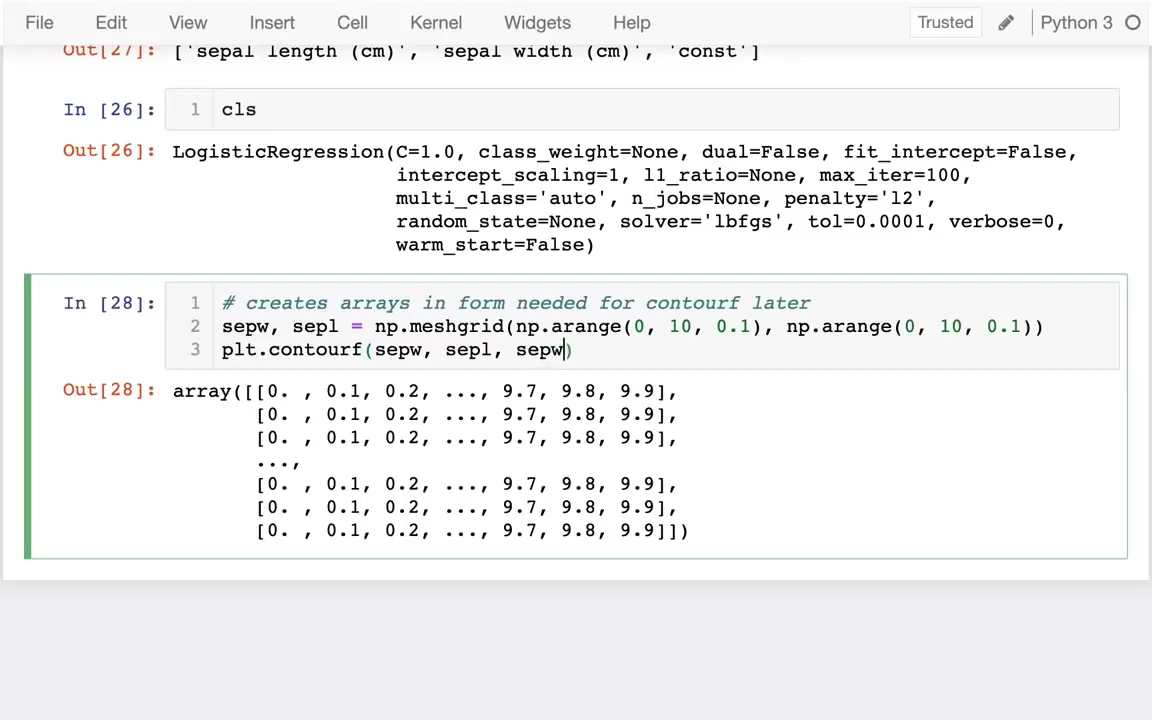 File Edit View Insert Cell Kernel Widgets Help Trusted Python 3
Out[27]: ['sepal length (cm)', 'sepal width (cm)', 'const']
In [26]: 1 cls
Out[26]: LogisticRegression(C=1.0, class_weight=None, dual=False, fit_intercept=False,
intercept_scaling=1, l1_ratio=None, max_iter=100,
multi_class='auto', n_jobs=None, penalty='l2',
random_state=None, solver='lbfgs', tol=0.0001, verbose=0,
warm_start=False)
In [28]: 1 # creates arrays in form needed for contourf later
2 sepw, sepl = np.meshgrid(np.arange(0, 10, 0.1), np.arange(0, 10, 0.1))
3 plt.contourf(sepw, sepl, sepw)
Out[28]: array([[0. , 0.1, 0.2, ..., 9.7, 9.8, 9.9],
[0. , 0.1, 0.2, ..., 9.7, 9.8, 9.9],
[0. , 0.1, 0.2, ..., 9.7, 9.8, 9.9],
...,
[0. , 0.1, 0.2, ..., 9.7, 9.8, 9.9],
[0. , 0.1, 0.2, ..., 9.7, 9.8, 9.9],
[0. , 0.1, 0.2, ..., 9.7, 9.8, 9.9]])